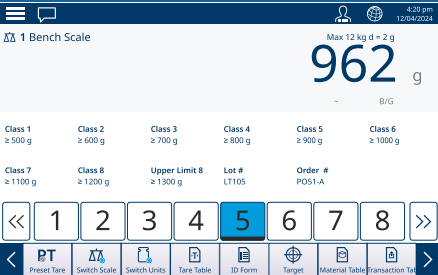 4:20 pm
12/04/2024
1 Bench Scale
Max 12 kg d = 2 g
962 g
~ B/G
Class 1 Class 2 Class 3 Class 4 Class 5 Class 6
≥ 500 g ≥ 600 g ≥ 700 g ≥ 800 g ≥ 900 g ≥ 1000 g
Class 7 Class 8 Upper Limit 8 Lot # Order #
≥ 1100 g ≥ 1200 g ≥ 1300 g LT105 PO51-A
1 2 3 4 5 6 7 8
PT
Preset Tare Switch Scale Switch Units Tare Table ID Form Target Material Table Transaction Tab